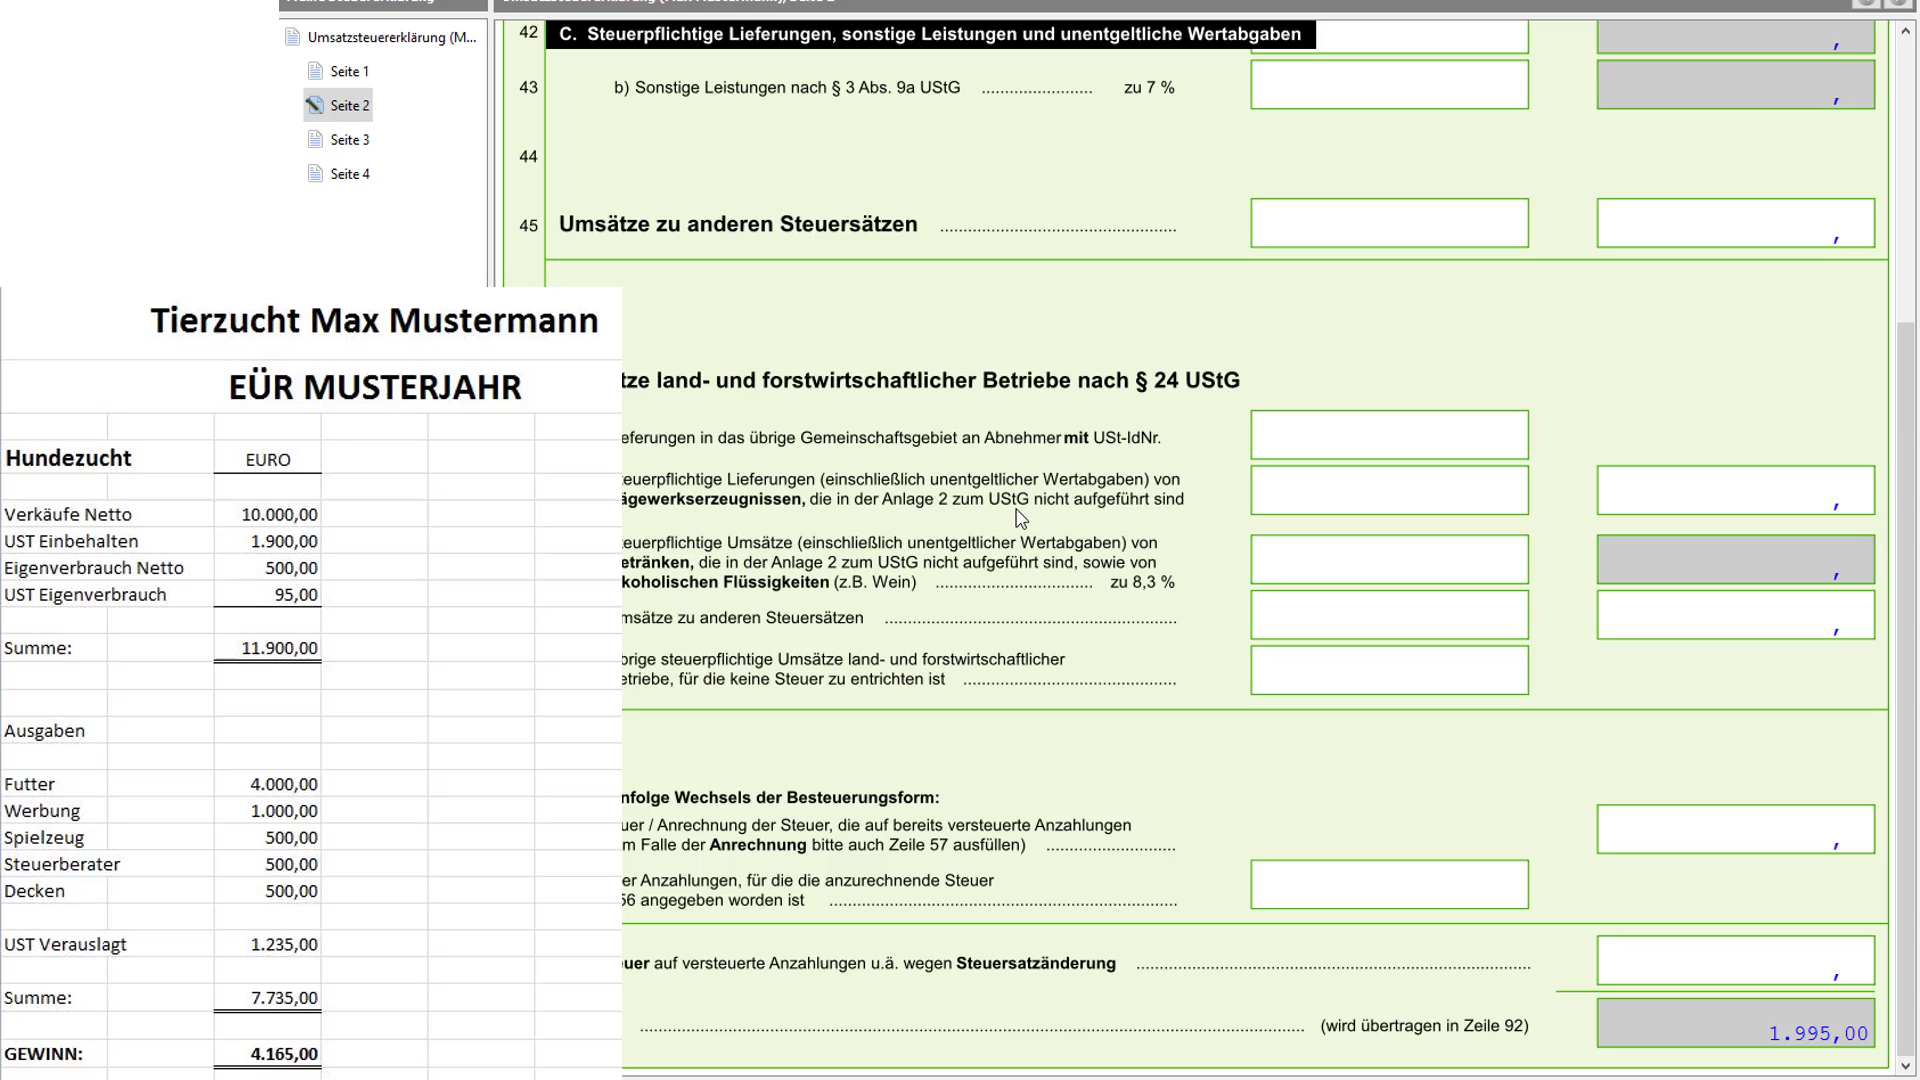 Umsatzsteuererklärung (M...
Seite 1
Seite 2
Seite 3
Seite 4
42
C. Steuerpflichtige Lieferungen, sonstige Leistungen und unentgeltliche Wertabgaben
,
43
b) Sonstige Leistungen nach § 3 Abs. 9a UStG ....................... zu 7 %
,
44
45
Umsätze zu anderen Steuersätzen .................................................
,
tze land- und forstwirtschaftlicher Betriebe nach § 24 UStG
eferungen in das übrige Gemeinschaftsgebiet an Abnehmer mit USt-IdNr.
teuerpflichtige Lieferungen (einschließlich unentgeltlicher Wertabgaben) von
ägewerkserzeugnissen, die in der Anlage 2 zum UStG nicht aufgeführt sind
,
teuerpflichtige Umsätze (einschließlich unentgeltlicher Wertabgaben) von
etränken, die in der Anlage 2 zum UStG nicht aufgeführt sind, sowie von
koholischen Flüssigkeiten (z.B. Wein) ................................. zu 8,3 %
,
msätze zu anderen Steuersätzen .............................................................
,
brige steuerpflichtige Umsätze land- und forstwirtschaftlicher
etriebe, für die keine Steuer zu entrichten ist .............................................
nfolge Wechsels der Besteuerungsform:
uer / Anrechnung der Steuer, die auf bereits versteuerte Anzahlungen
m Falle der Anrechnung bitte auch Zeile 57 ausfüllen) ...........................
,
er Anzahlungen, für die die anzurechnende Steuer
56 angegeben worden ist .........................................................................
uer auf versteuerte Anzahlungen u.ä. wegen Steuersatzänderung ..................................................................................
,
............................................................................................................................................ (wird übertragen in Zeile 92)
1.995,00
Tierzucht Max Mustermann
EÜR MUSTERJAHR
Hundezucht EURO
Verkäufe Netto 10.000,00
UST Einbehalten 1.900,00
Eigenverbrauch Netto 500,00
UST Eigenverbrauch 95,00
Summe: 11.900,00
Ausgaben
Futter 4.000,00
Werbung 1.000,00
Spielzeug 500,00
Steuerberater 500,00
Decken 500,00
UST Verauslagt 1.235,00
Summe: 7.735,00
GEWINN: 4.165,00